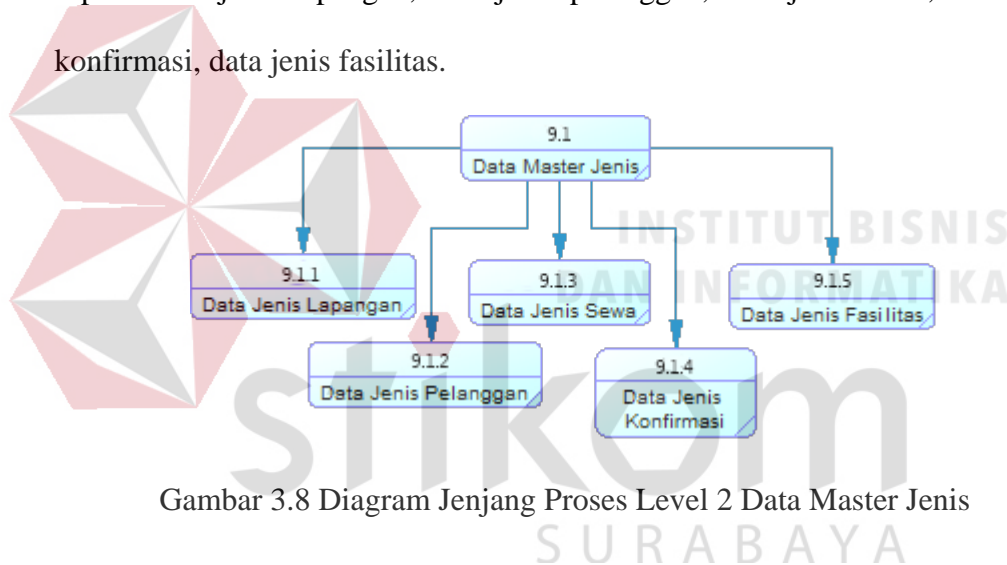 konfirmasi, data jenis fasilitas.
9.1
Data Master Jenis
9.1.1
Data Jenis Lapangan
9.1.3
Data Jenis Sewa
9.1.5
Data Jenis Fasilitas
9.1.2
Data Jenis Pelanggan
9.1.4
Data Jenis
Konfirmasi
INSTITUT BISNIS
DAN INFORMATIKA
stikom
Gambar 3.8 Diagram Jenjang Proses Level 2 Data Master Jenis
SURABAYA